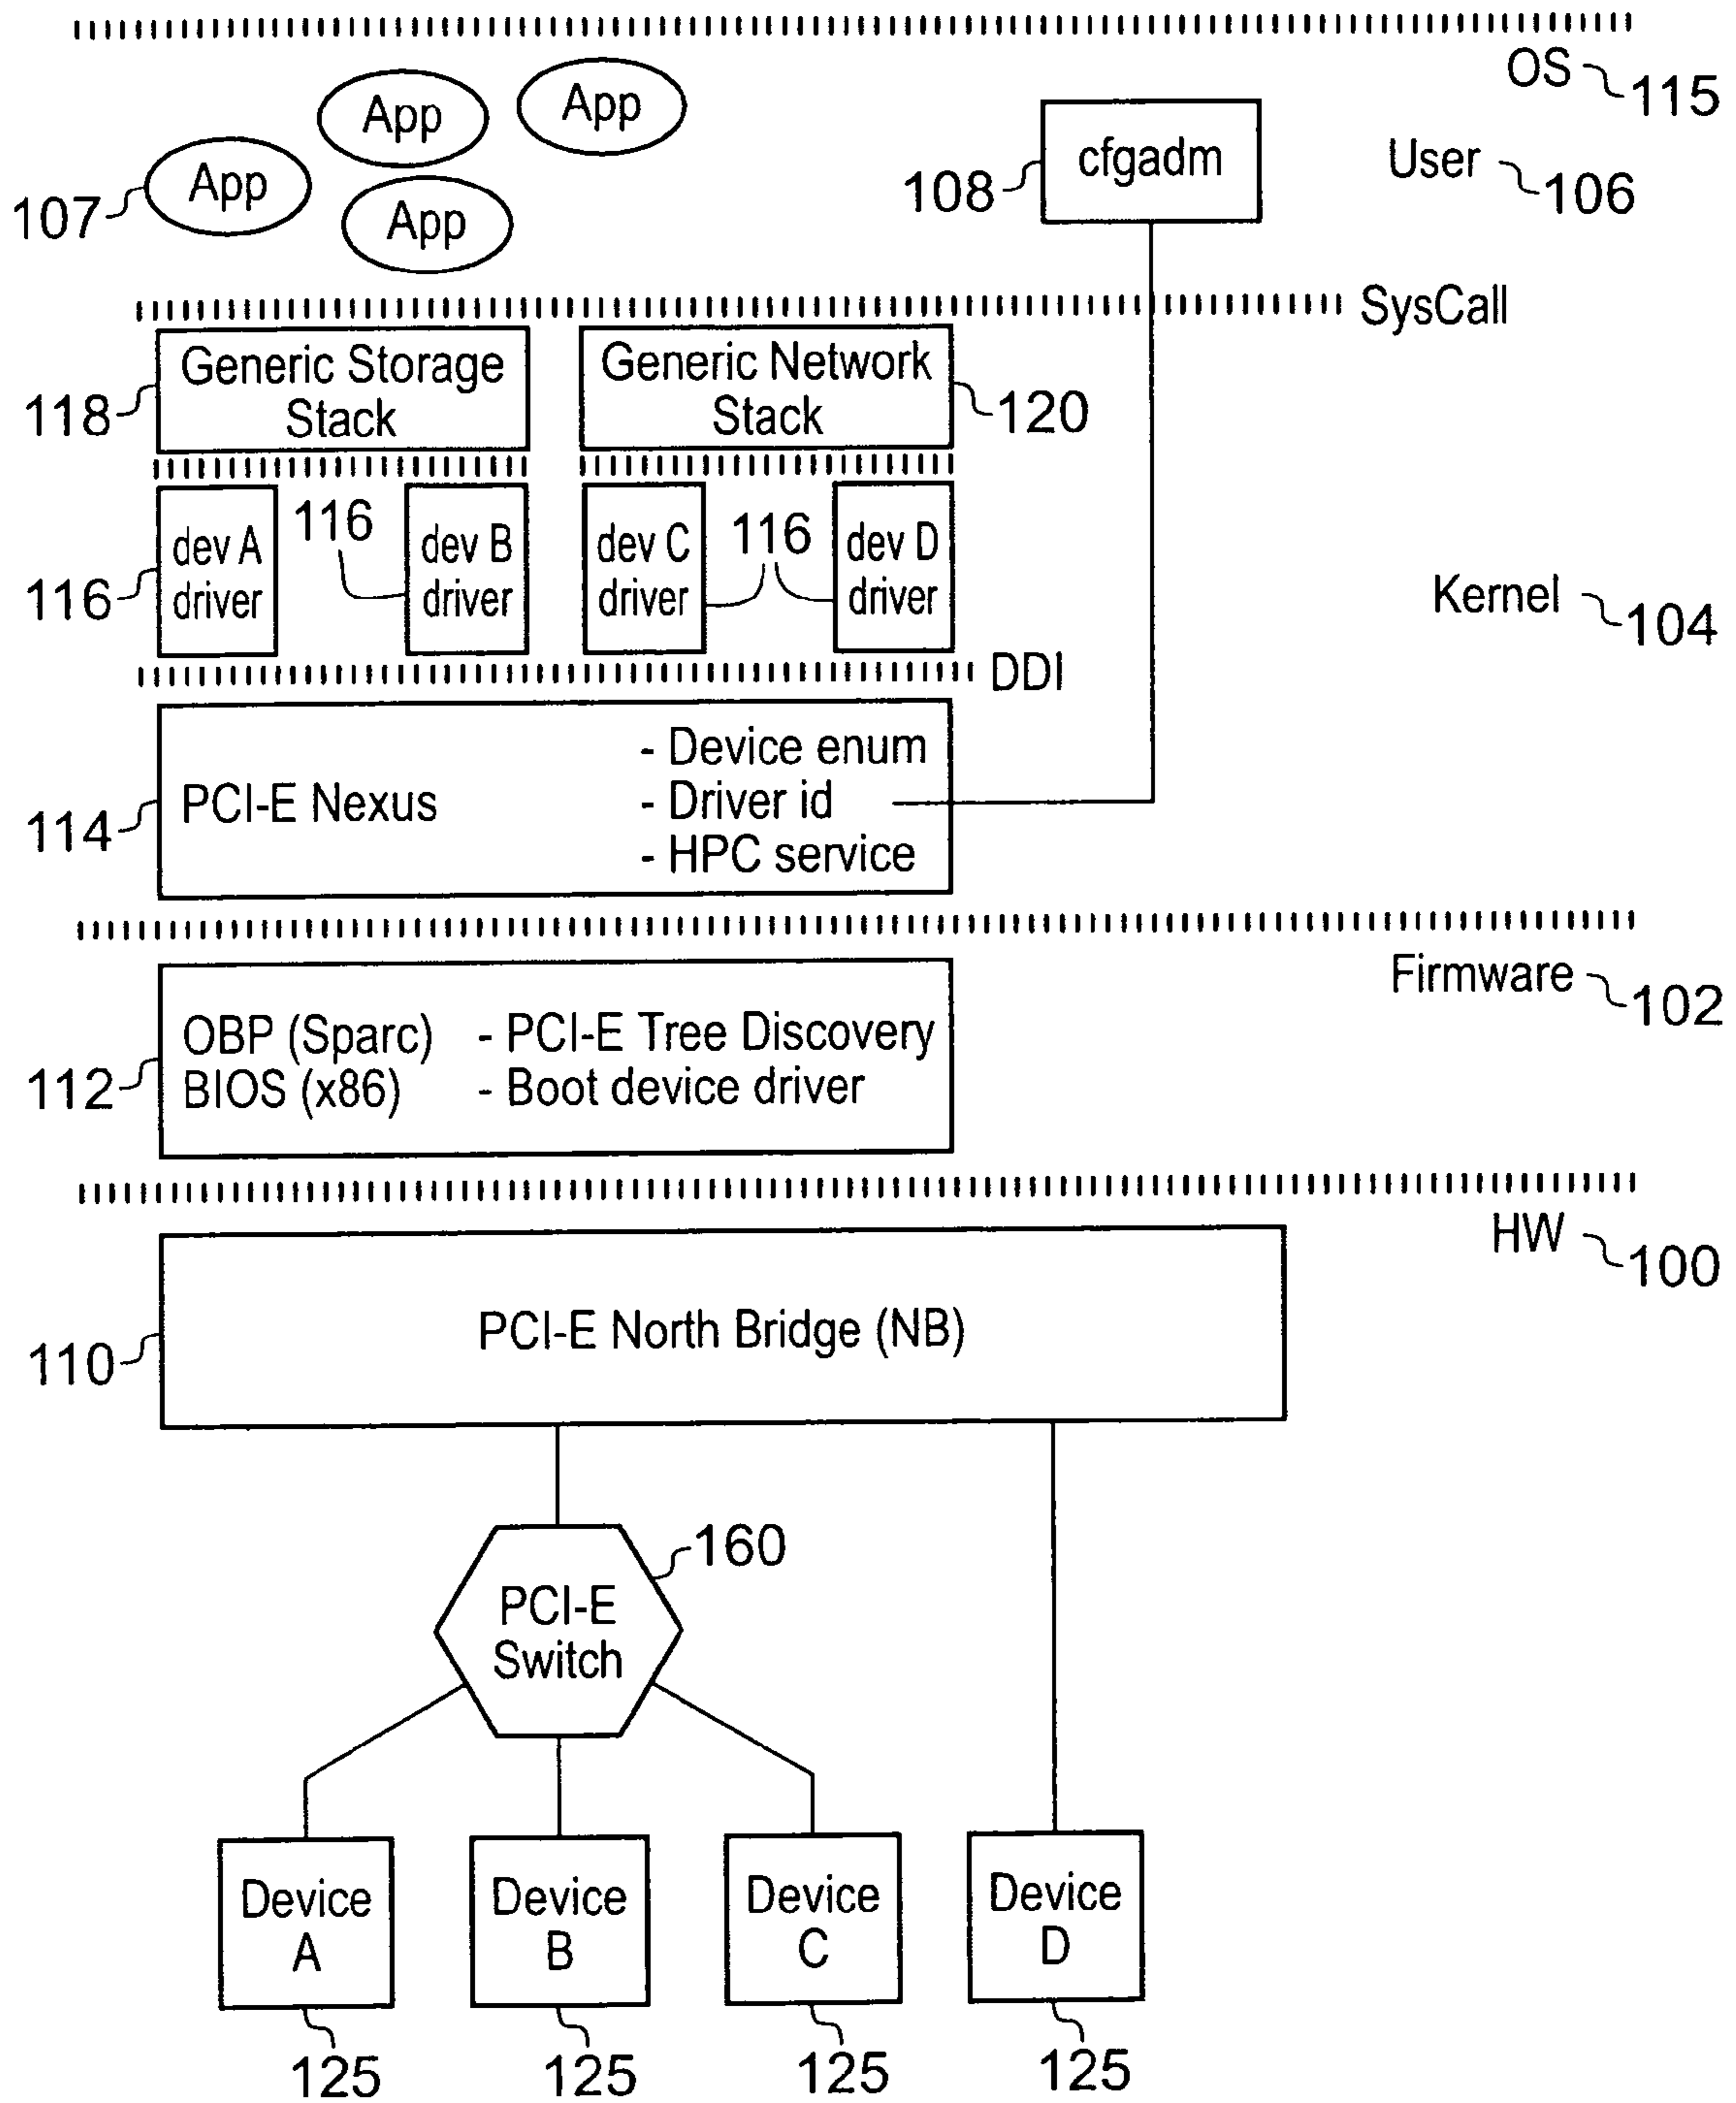 OS 115
App App App App
107
108 cfgadm
User 106
SysCall
Generic Storage
Stack
118
Generic Network
Stack
120
dev A
driver
116
116
dev B
driver
dev C
driver
116
dev D
driver
Kernel 104
DDI
114
PCI-E Nexus
- Device enum
- Driver id
- HPC service
Firmware 102
112
OBP (Sparc) - PCI-E Tree Discovery
BIOS (x86) - Boot device driver
HW 100
110
PCI-E North Bridge (NB)
160
PCI-E
Switch
Device
A
Device
B
Device
C
Device
D
125 125 125 125